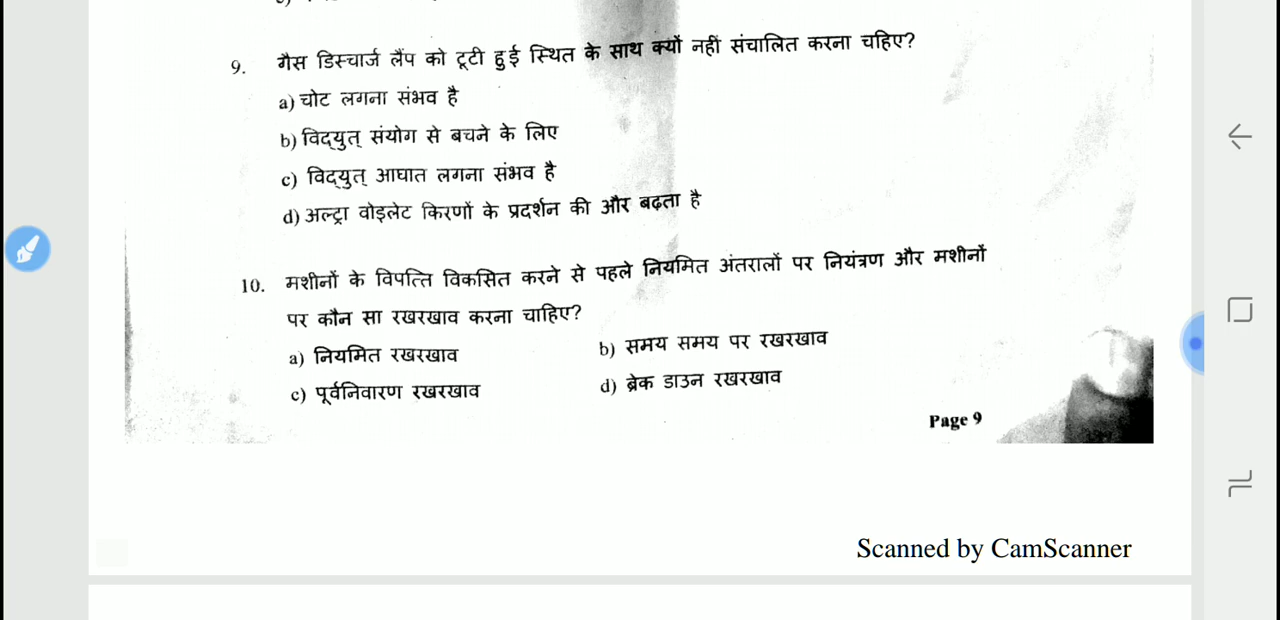 9. गैस डिस्चार्ज लैंप को टूटी हुई स्थित के साथ क्यों नहीं संचालित करना चहिए?
a) चोट लगना संभव है
b) विद्युत् संयोग से बचने के लिए
c) विद्युत् आघात लगना संभव है
d) अल्ट्रा वोइलेट किरणों के प्रदर्शन की और बढ़ता है
10. मशीनों के विपत्ति विकसित करने से पहले नियमित अंतरालों पर नियंत्रण और मशीनों
पर कौन सा रखरखाव करना चाहिए?
a) नियमित रखरखाव b) समय समय पर रखरखाव
c) पूर्वनिवारण रखरखाव d) ब्रेक डाउन रखरखाव
Page 9
Scanned by CamScanner